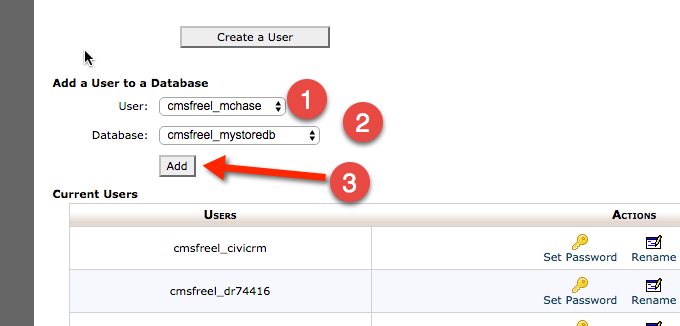 Create a User
Add a User to a Database
User: cmsfreel_mchase 1
Database: cmsfreel_mystoredb 2
Add 3
Current Users
USERS ACTIONS
cmsfreel_civicrm Set Password Rename
cmsfreel_dr74416 Set Password Rename